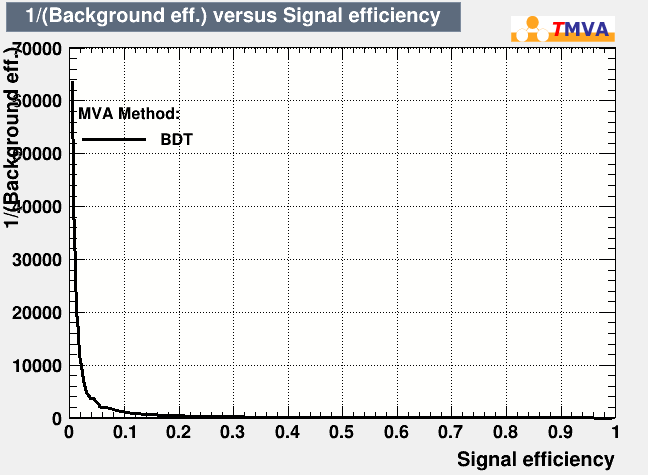 1/(Background eff.) versus Signal efficiency
TMVA
1/(Background eff.)
70000
60000
50000
40000
30000
20000
10000
0
MVA Method:
BDT
0 0.1 0.2 0.3 0.4 0.5 0.6 0.7 0.8 0.9 1
Signal efficiency